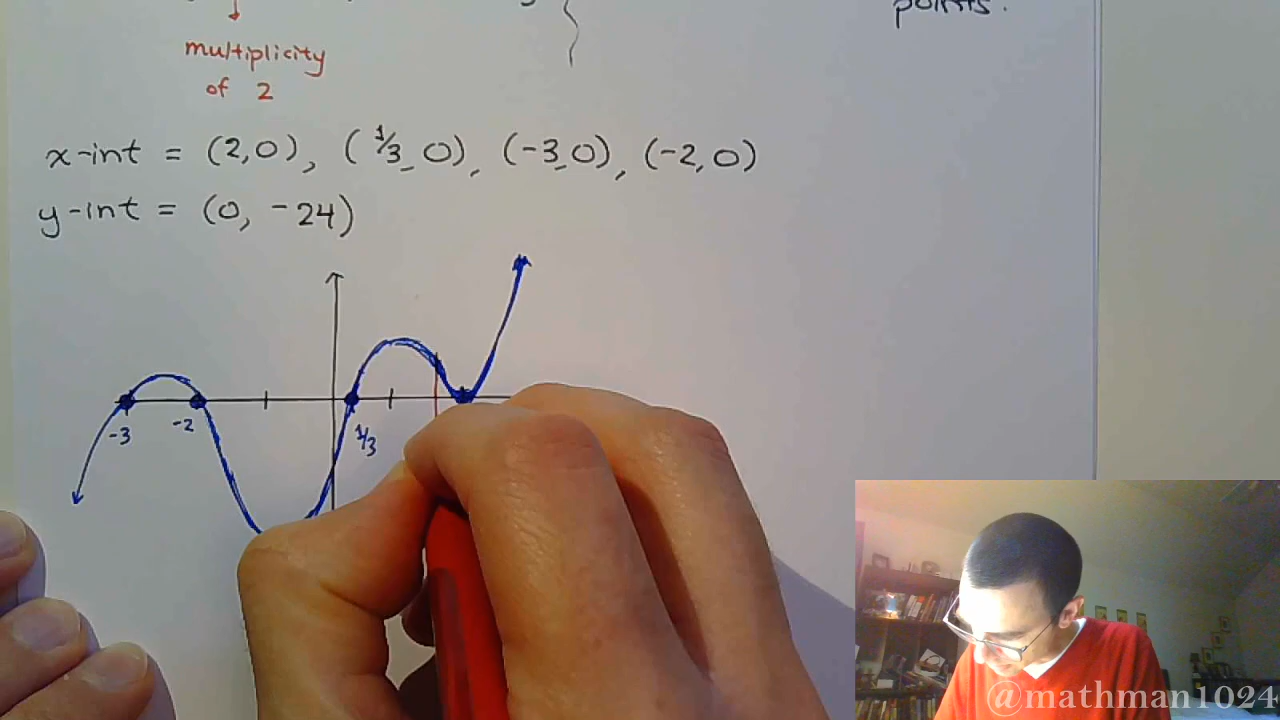 points.
multiplicity
of 2
x-int = (2,0), (1/3, 0), (-3,0), (-2,0)
y-int = (0, -24)
-3
-2
1/3
@mathman1024